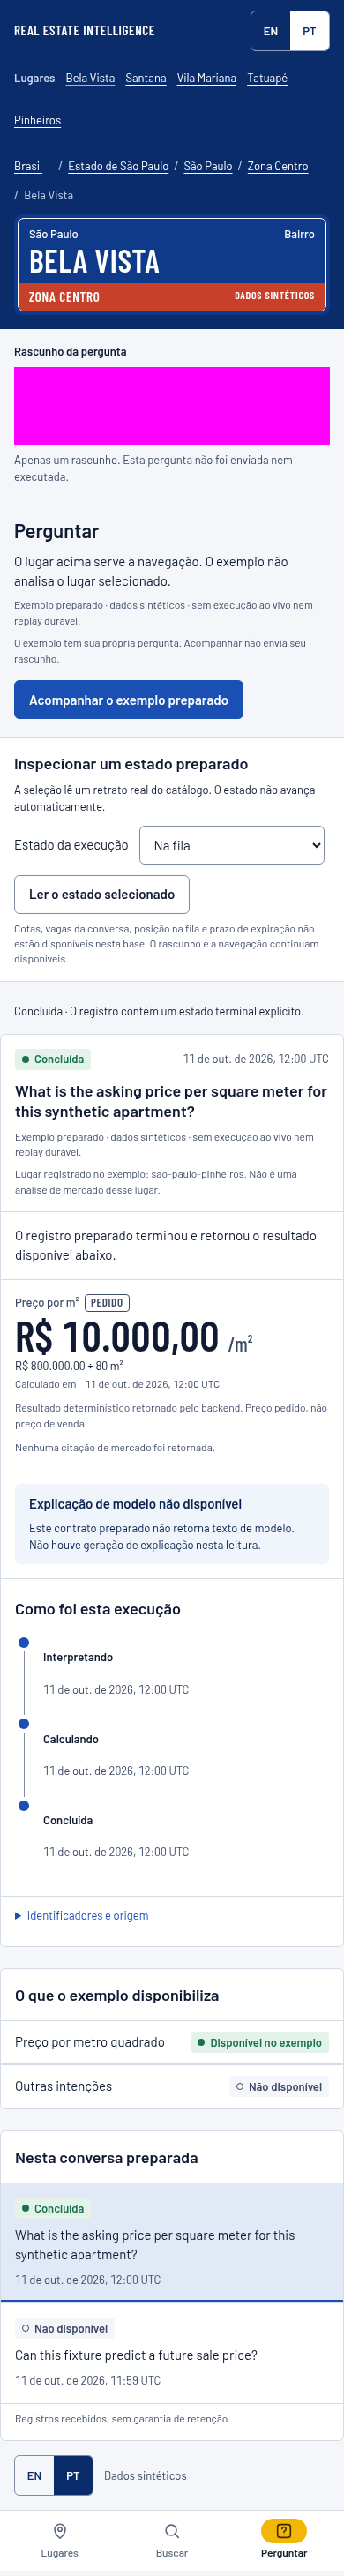 REAL ESTATE INTELLIGENCE
EN PT
Lugares Bela Vista Santana Vila Mariana Tatuapé
Pinheiros
Brasil / Estado de São Paulo / São Paulo / Zona Centro
/ Bela Vista
São Paulo Bairro
BELA VISTA
ZONA CENTRO DADOS SINTÉTICOS
Rascunho da pergunta
Apenas um rascunho. Esta pergunta não foi enviada nem
executada.
Perguntar
O lugar acima serve à navegação. O exemplo não
analisa o lugar selecionado.
Exemplo preparado · dados sintéticos · sem execução ao vivo nem
replay durável.
O exemplo tem sua própria pergunta. Acompanhar não envia seu
rascunho.
Acompanhar o exemplo preparado
Inspecionar um estado preparado
A seleção lê um retrato real do catálogo. O estado não avança
automaticamente.
Estado da execução Na fila
Ler o estado selecionado
Cotas, vagas da conversa, posição na fila e prazo de expiração não
estão disponíveis nesta base. O rascunho e a navegação continuam
disponíveis.
Concluída · O registro contém um estado terminal explícito.
Concluída 11 de out. de 2026, 12:00 UTC
What is the asking price per square meter for
this synthetic apartment?
Exemplo preparado · dados sintéticos · sem execução ao vivo nem
replay durável.
Lugar registrado no exemplo: sao-paulo-pinheiros. Não é uma
análise de mercado desse lugar.
O registro preparado terminou e retornou o resultado
disponível abaixo.
Preço por m² PEDIDO
R$ 10.000,00 /m²
R$ 800.000,00 ÷ 80 m²
Calculado em 11 de out. de 2026, 12:00 UTC
Resultado determinístico retornado pelo backend. Preço pedido, não
preço de venda.
Nenhuma citação de mercado foi retornada.
Explicação de modelo não disponível
Este contrato preparado não retorna texto de modelo.
Não houve geração de explicação nesta leitura.
Como foi esta execução
Interpretando
11 de out. de 2026, 12:00 UTC
Calculando
11 de out. de 2026, 12:00 UTC
Concluída
11 de out. de 2026, 12:00 UTC
Identificadores e origem
O que o exemplo disponibiliza
Preço por metro quadrado Disponível no exemplo
Outras intenções Não disponível
Nesta conversa preparada
Concluída
What is the asking price per square meter for this
synthetic apartment?
11 de out. de 2026, 12:00 UTC
Não disponível
Can this fixture predict a future sale price?
11 de out. de 2026, 11:59 UTC
Registros recebidos, sem garantia de retenção.
EN PT Dados sintéticos
Lugares Buscar Perguntar